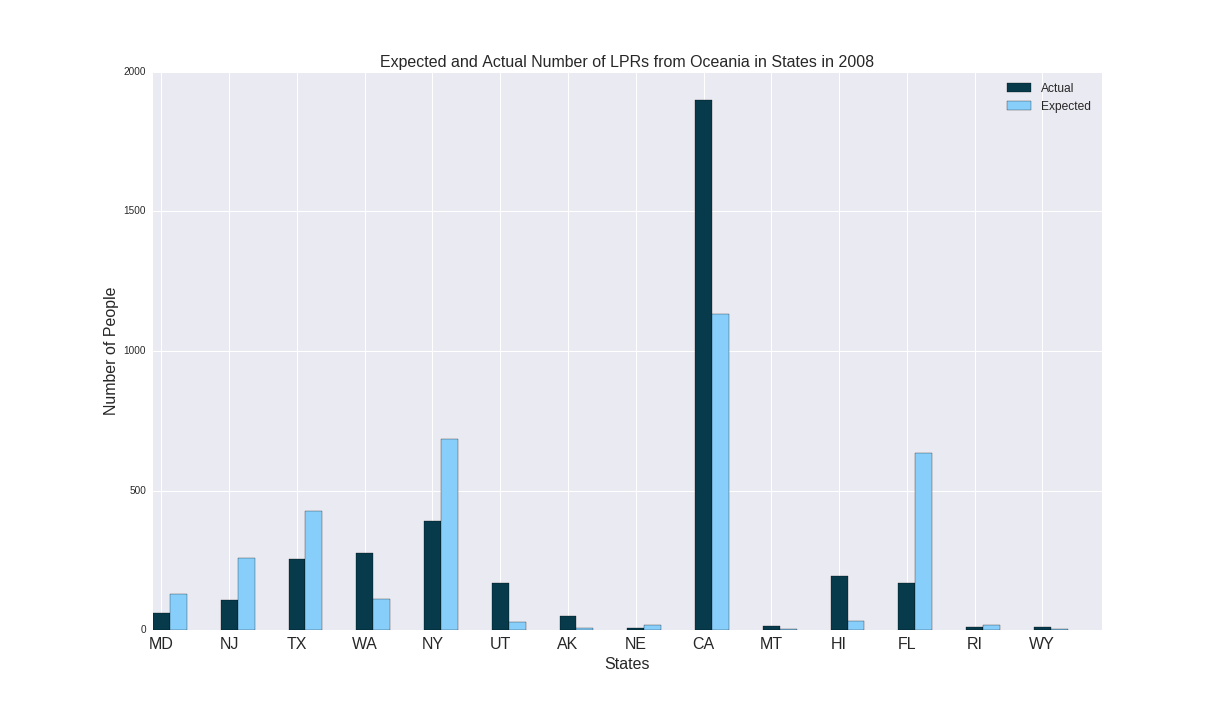 Expected and Actual Number of LPRs from Oceania in States in 2008
Actual
Expected
2000
1500
1000
500
0
Number of People
MD NJ TX WA NY UT AK NE CA MT HI FL RI WY
States